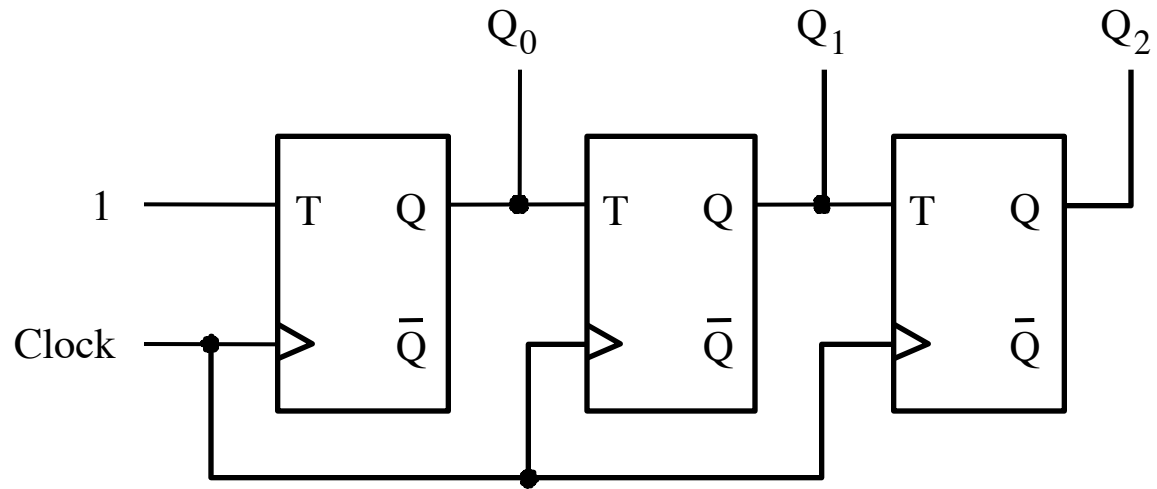 Q₀ Q₁ Q₂
1 T Q T Q T Q
Clock Q̅ Q̅ Q̅